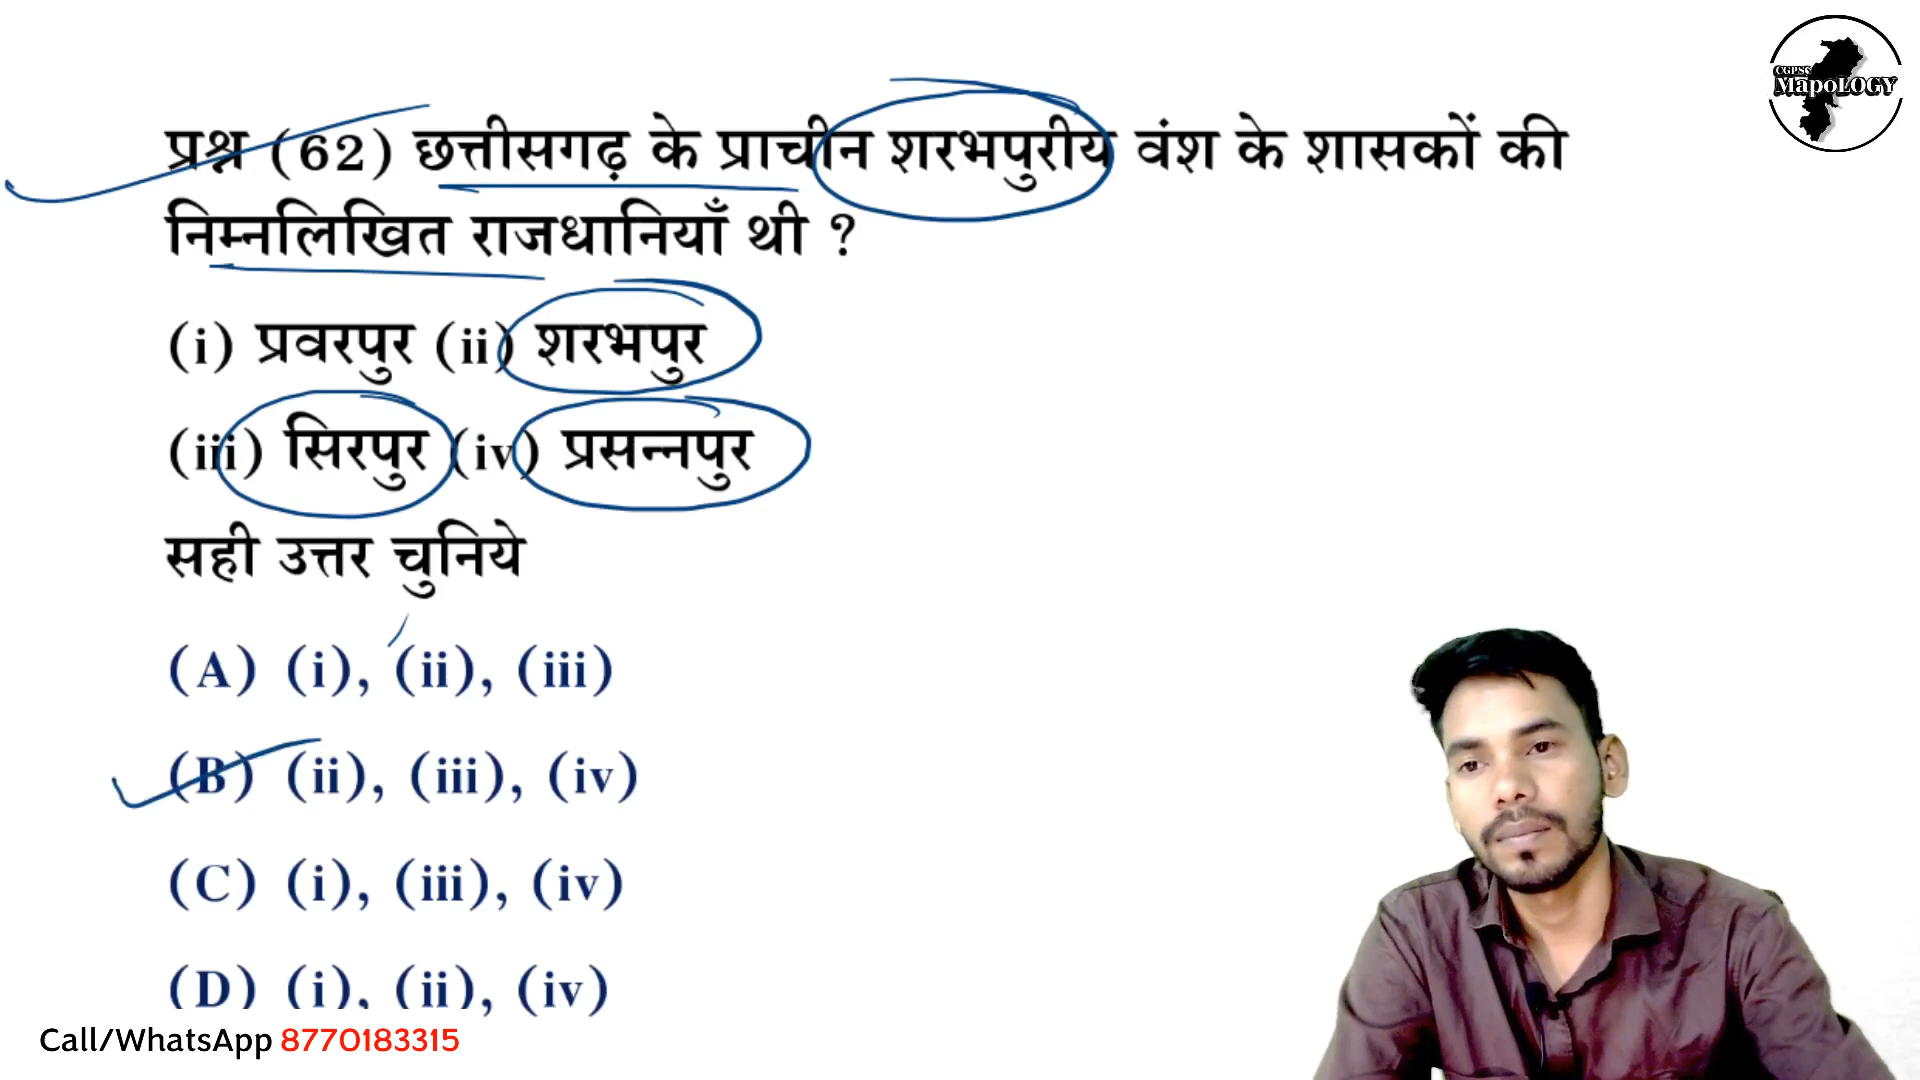 CGPSC
MapoLOGY
प्रश्न (62) छत्तीसगढ़ के प्राचीन शरभपुरीय वंश के शासकों की
निम्नलिखित राजधानियाँ थी ?
(i) प्रवरपुर (ii) शरभपुर
(iii) सिरपुर (iv) प्रसन्नपुर
सही उत्तर चुनिये
(A) (i), (ii), (iii)
(B) (ii), (iii), (iv)
(C) (i), (iii), (iv)
(D) (i), (ii), (iv)
Call/WhatsApp 8770183315